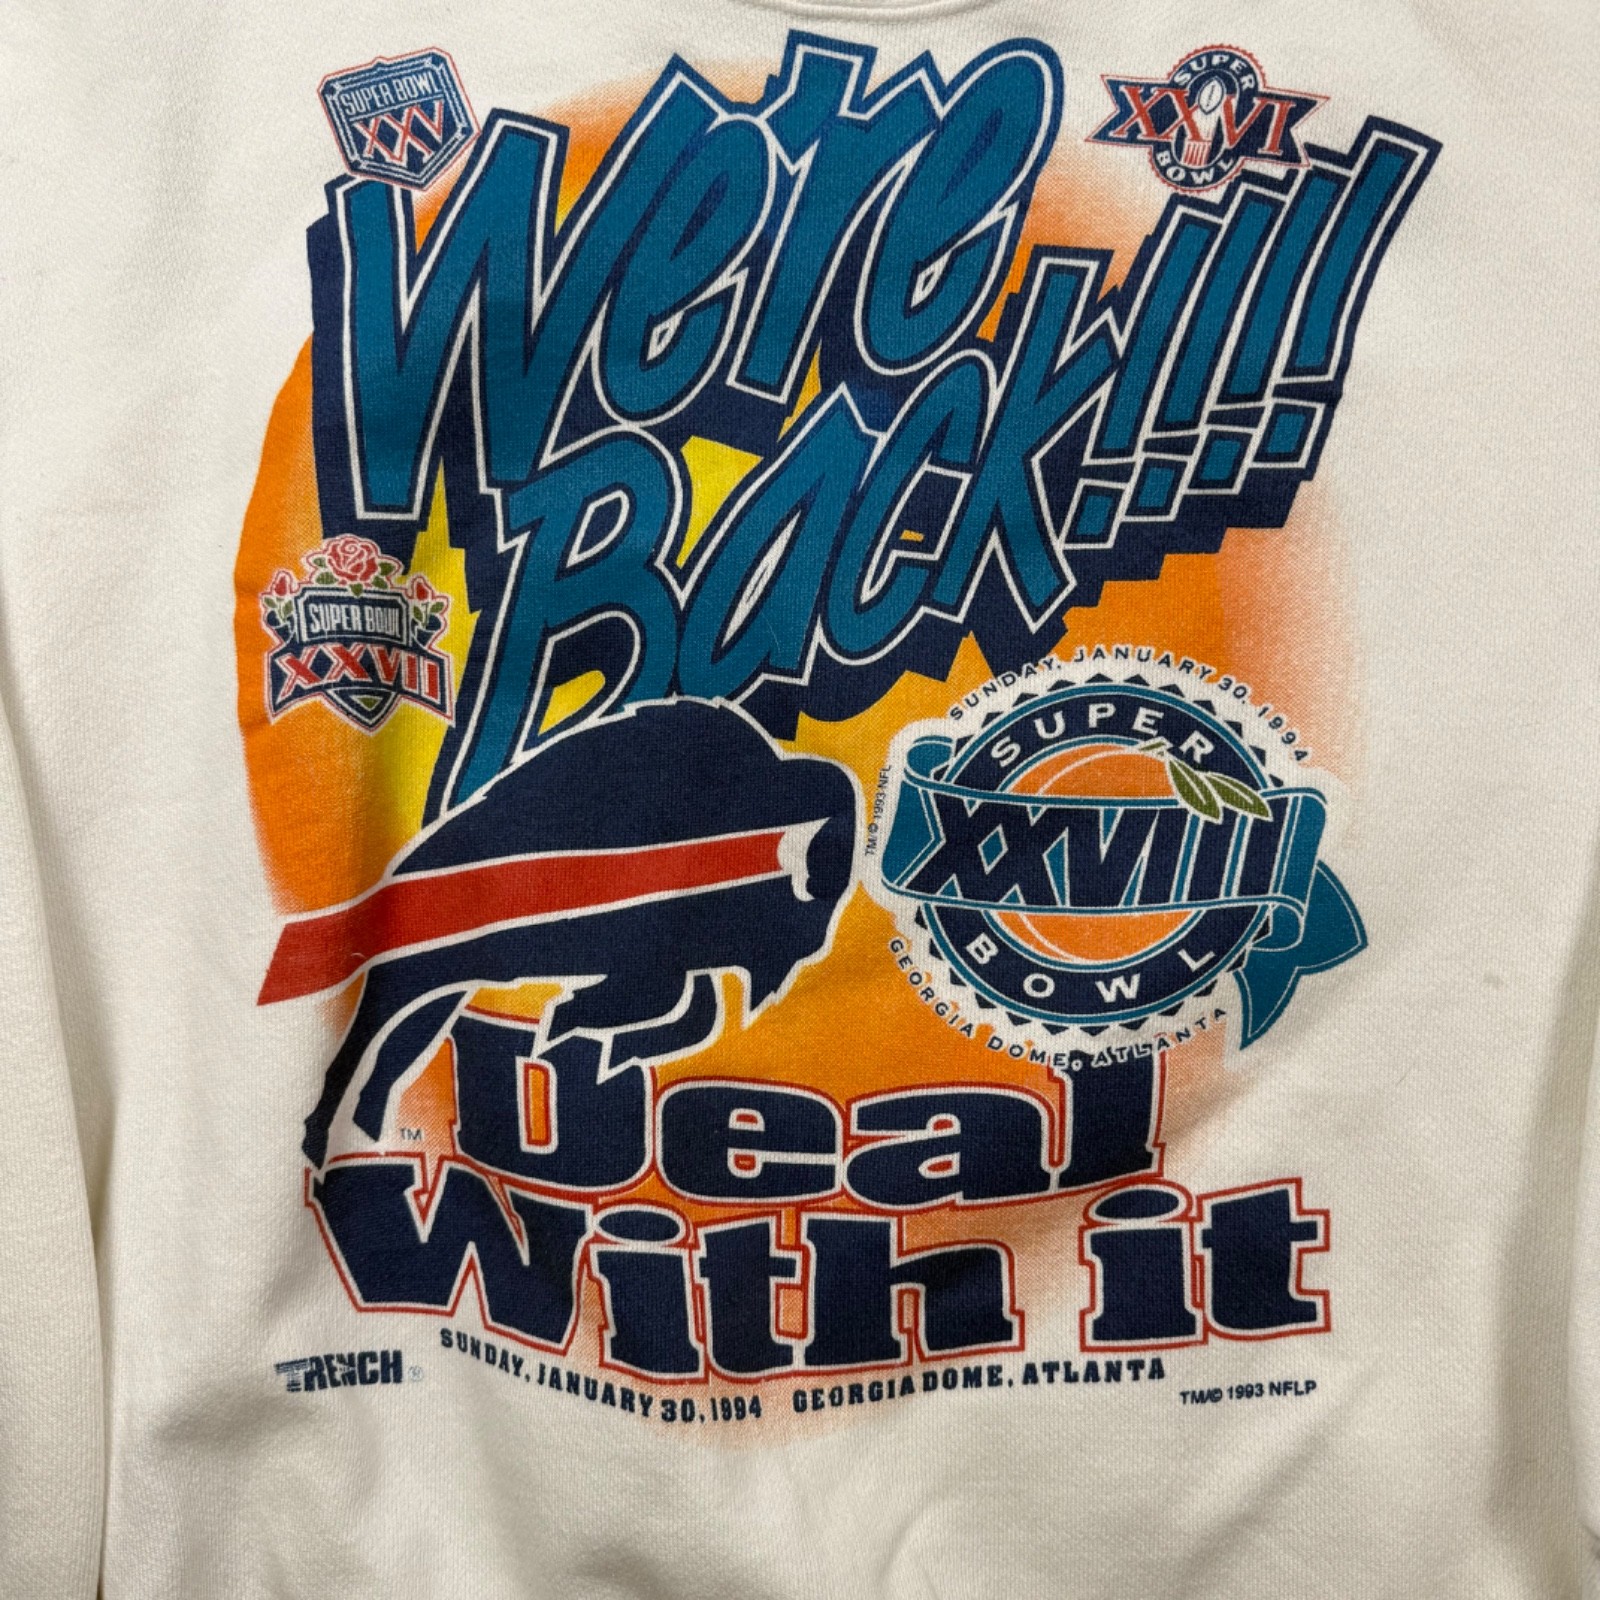 SUPER BOWL
XXV
SUPER
XXVI
BOWL
We're
Back!!!!
SUPER BOWL
XXVII
SUNDAY, JANUARY 30, 1994
SUPER
XXVIII
BOWL
GEORGIA DOME, ATLANTA
TM/© 1993 NFL
TM
Deal
With it
TRENCH®
SUNDAY, JANUARY 30, 1994 GEORGIA DOME, ATLANTA
TM/© 1993 NFLP